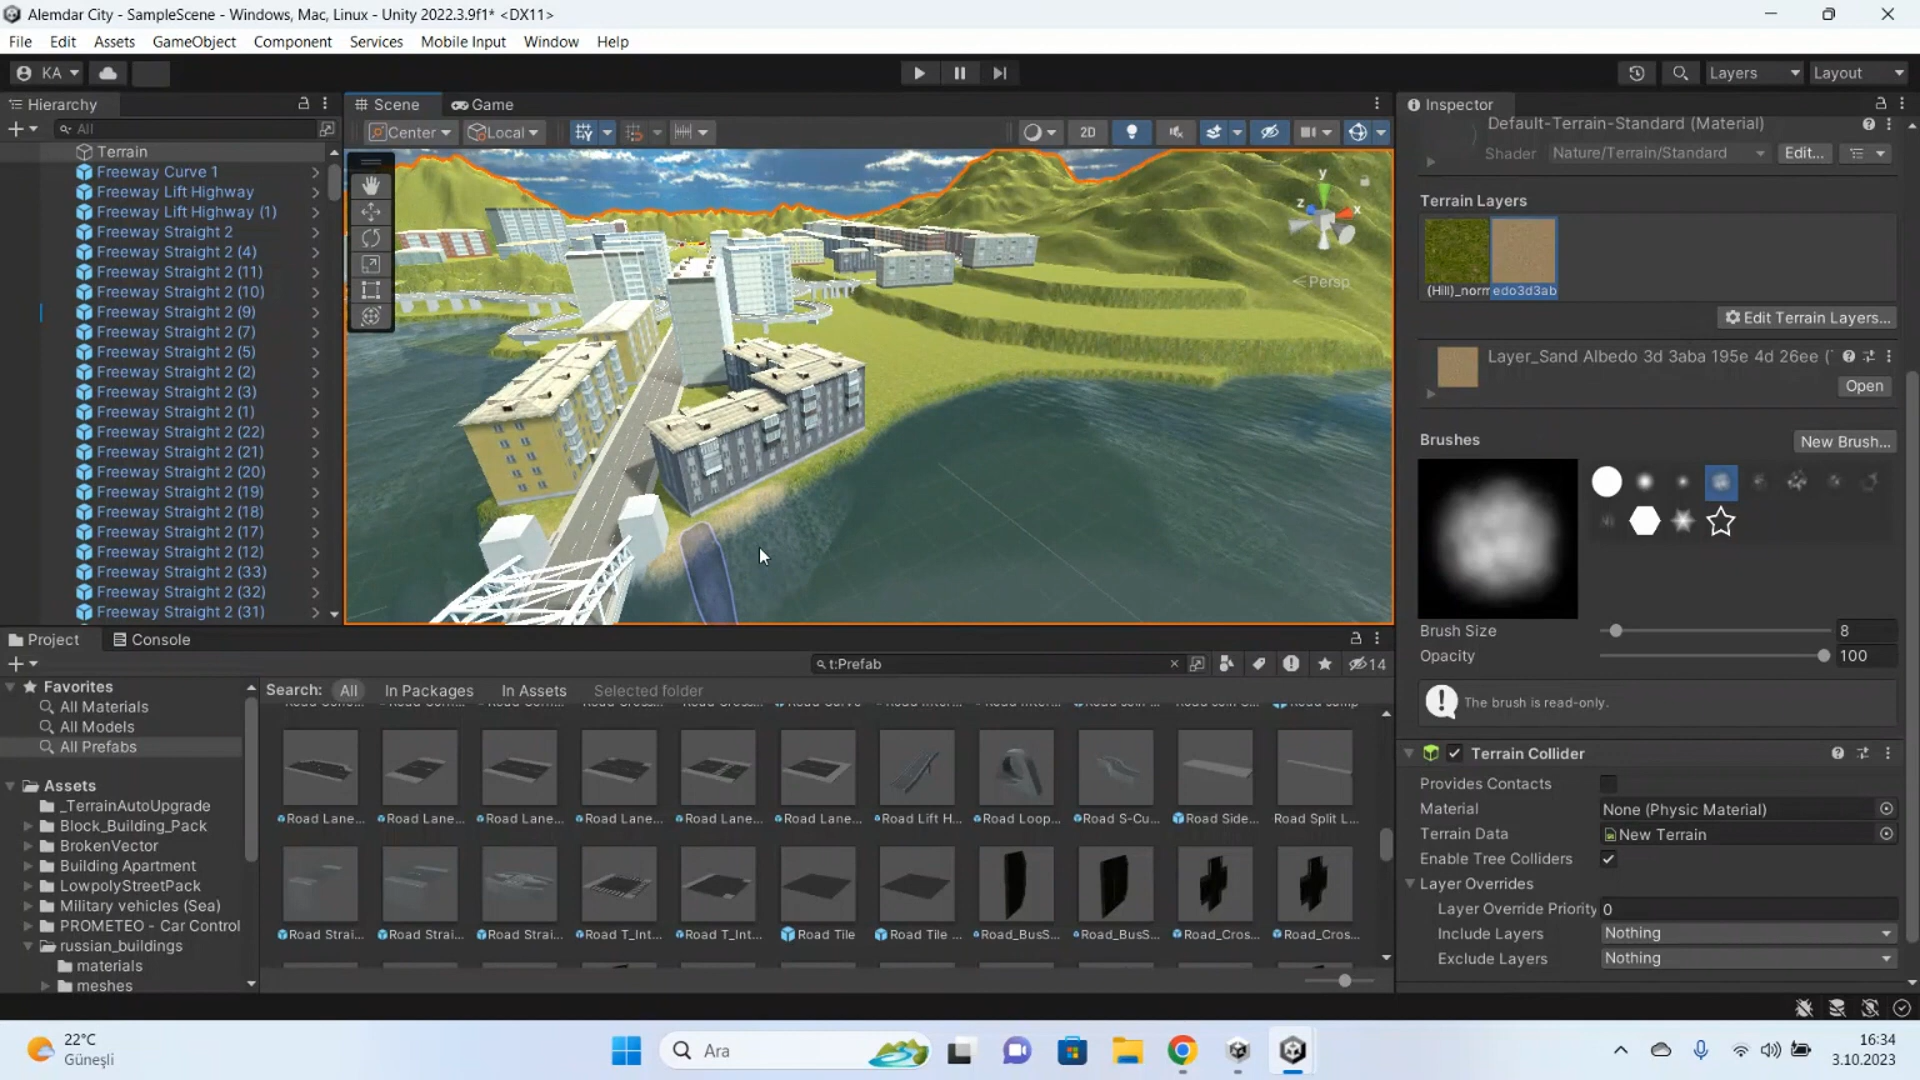 Alemdar City - SampleScene - Windows, Mac, Linux - Unity 2022.3.9f1* <DX11>
File Edit Assets GameObject Component Services Mobile Input Window Help
KA
Layers
Layout
Hierarchy
All
Terrain
Freeway Curve 1
Freeway Lift Highway
Freeway Lift Highway (1)
Freeway Straight 2
Freeway Straight 2 (4)
Freeway Straight 2 (11)
Freeway Straight 2 (10)
Freeway Straight 2 (9)
Freeway Straight 2 (7)
Freeway Straight 2 (5)
Freeway Straight 2 (2)
Freeway Straight 2 (3)
Freeway Straight 2 (1)
Freeway Straight 2 (22)
Freeway Straight 2 (21)
Freeway Straight 2 (20)
Freeway Straight 2 (19)
Freeway Straight 2 (18)
Freeway Straight 2 (17)
Freeway Straight 2 (12)
Freeway Straight 2 (33)
Freeway Straight 2 (32)
Freeway Straight 2 (31)
Scene Game
Center Local 2D
y
z x
Persp
Inspector
Default-Terrain-Standard (Material)
Shader Nature/Terrain/Standard Edit...
Terrain Layers
(Hill)_norm edo3d3ab
Edit Terrain Layers...
Layer_Sand Albedo 3d 3aba 195e 4d 26ee (
Open
Brushes
New Brush...
Brush Size 8
Opacity 100
The brush is read-only.
Terrain Collider
Provides Contacts
Material None (Physic Material)
Terrain Data New Terrain
Enable Tree Colliders
Layer Overrides
Layer Override Priority 0
Include Layers Nothing
Exclude Layers Nothing
Project Console
t:Prefab
14
Favorites
All Materials
All Models
All Prefabs
Assets
_TerrainAutoUpgrade
Block_Building_Pack
BrokenVector
Building Apartment
LowpolyStreetPack
Military vehicles (Sea)
PROMETEO - Car Control
russian_buildings
materials
meshes
Search: All In Packages In Assets Selected folder
Road Lane... Road Lane... Road Lane... Road Lane... Road Lane... Road Lane... Road Lift H... Road Loop... Road S-Cu... Road Side... Road Split L...
Road Strai... Road Strai... Road Strai... Road T_Int... Road T_Int... Road Tile Road Tile ... Road_BusS... Road_BusS... Road_Cros... Road_Cros...
22°C
Güneşli
Ara
16:34
3.10.2023